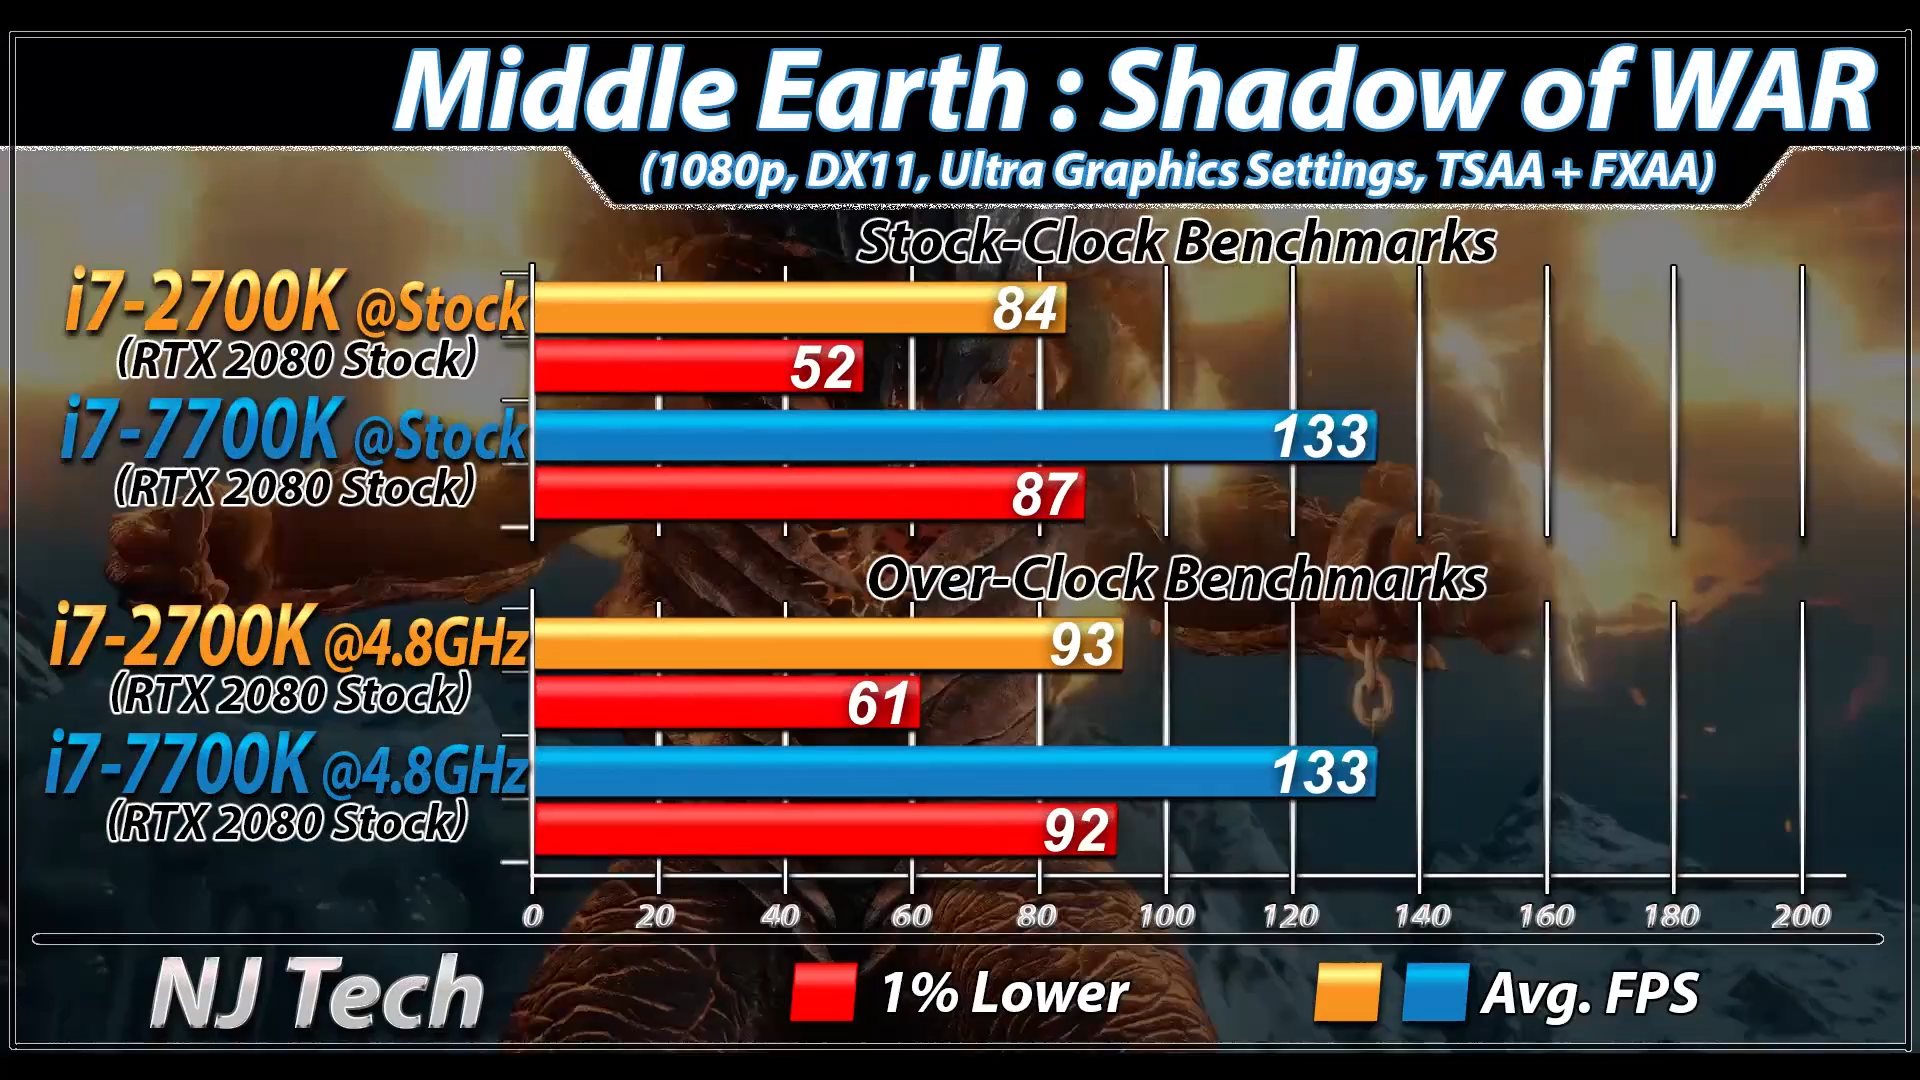 Middle Earth : Shadow of WAR
(1080p, DX11, Ultra Graphics Settings, TSAA + FXAA)
Stock-Clock Benchmarks
i7-2700K @Stock
84
(RTX 2080 Stock)
52
i7-7700K @Stock
133
(RTX 2080 Stock)
87
Over-Clock Benchmarks
i7-2700K @4.8GHz
93
(RTX 2080 Stock)
61
i7-7700K @4.8GHz
133
(RTX 2080 Stock)
92
0 20 40 60 80 100 120 140 160 180 200
NJ Tech
1% Lower
Avg. FPS